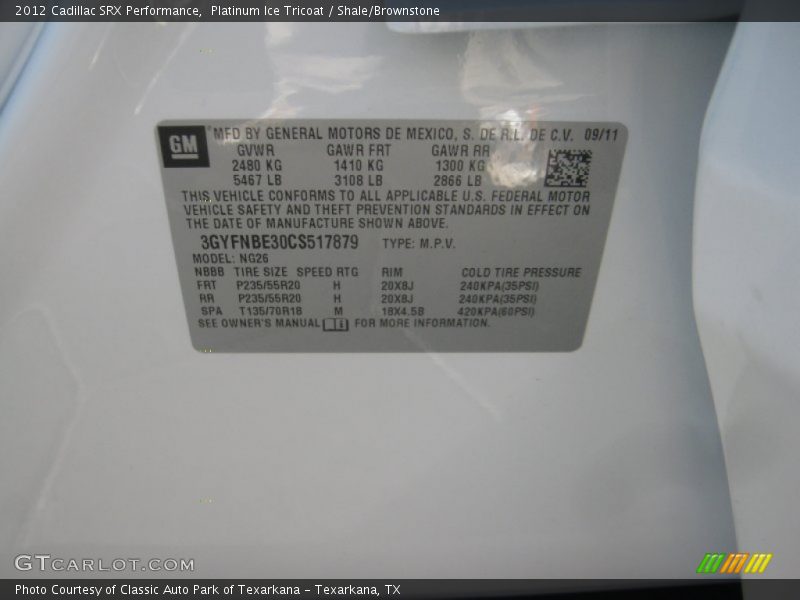 2012 Cadillac SRX Performance, Platinum Ice Tricoat / Shale/Brownstone
GM
MFD BY GENERAL MOTORS DE MEXICO, S. DE R.L. DE C.V. 09/11
GVWR GAWR FRT GAWR RR
2480 KG 1410 KG 1300 KG
5467 LB 3108 LB 2866 LB
THIS VEHICLE CONFORMS TO ALL APPLICABLE U.S. FEDERAL MOTOR
VEHICLE SAFETY AND THEFT PREVENTION STANDARDS IN EFFECT ON
THE DATE OF MANUFACTURE SHOWN ABOVE.
3GYFNBE30CS517879 TYPE: M.P.V.
MODEL: NG26
NBBB TIRE SIZE SPEED RTG RIM COLD TIRE PRESSURE
FRT P235/55R20 H 20X8J 240KPA(35PSI)
RR P235/55R20 H 20X8J 240KPA(35PSI)
SPA T135/70R18 M 18X4.5B 420KPA(60PSI)
SEE OWNER'S MANUAL FOR MORE INFORMATION.
GTCARLOT.COM
Photo Courtesy of Classic Auto Park of Texarkana - Texarkana, TX